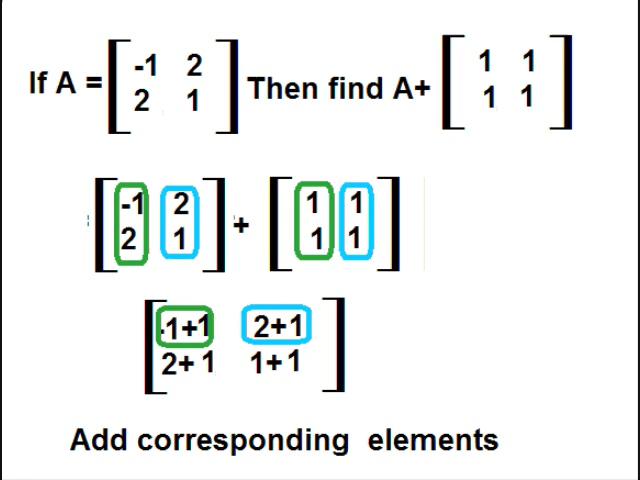 If A = [ -1 2 Then find A+ [ 1 1
2 1 ] 1 1 ]
[ -1 2 + [ 1 1
2 1 ] 1 1 ]
[ -1+1 2+1
2+1 1+1 ]
Add corresponding elements